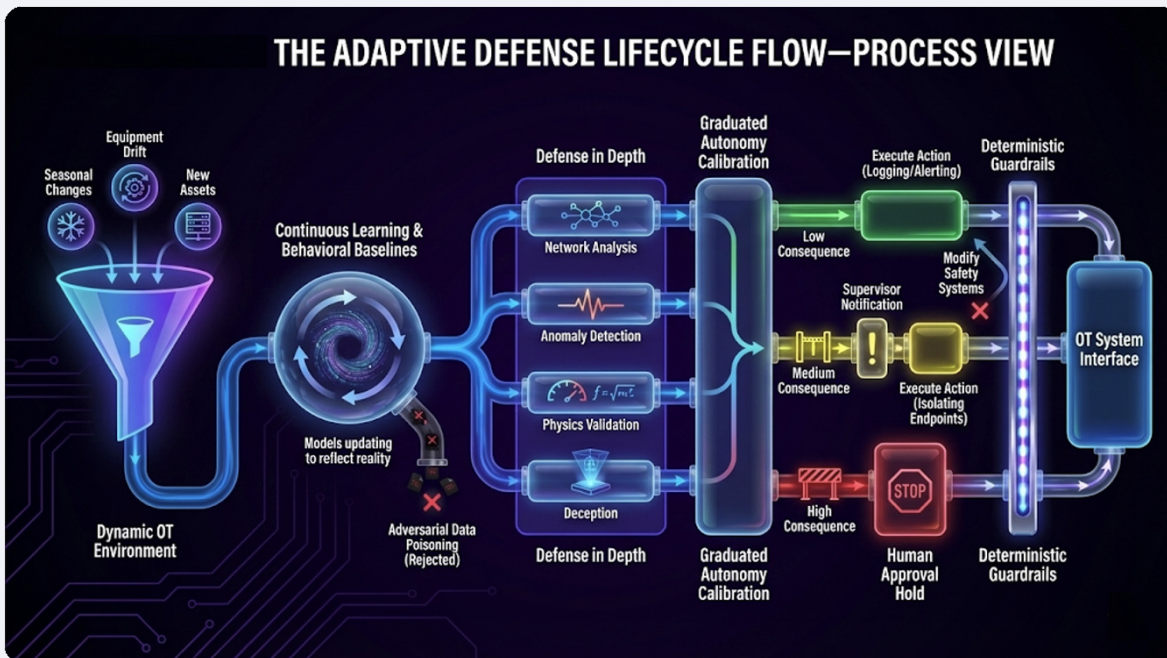 THE ADAPTIVE DEFENSE LIFECYCLE FLOW—PROCESS VIEW
Equipment
Drift
Seasonal
Changes
New
Assets
Dynamic OT
Environment
Continuous Learning &
Behavioral Baselines
Models updating
to reflect reality
Adversarial Data
Poisoning
(Rejected)
Defense in Depth
Network Analysis
Anomaly Detection
Physics Validation
Deception
Defense in Depth
Graduated
Autonomy
Calibration
Graduated
Autonomy
Calibration
Low
Consequence
Execute Action
(Logging/Alerting)
Medium
Consequence
Supervisor
Notification
!
Execute Action
(Isolating
Endpoints)
High
Consequence
STOP
Human
Approval
Hold
Deterministic
Guardrails
Modify
Safety
Systems
Deterministic
Guardrails
OT System
Interface